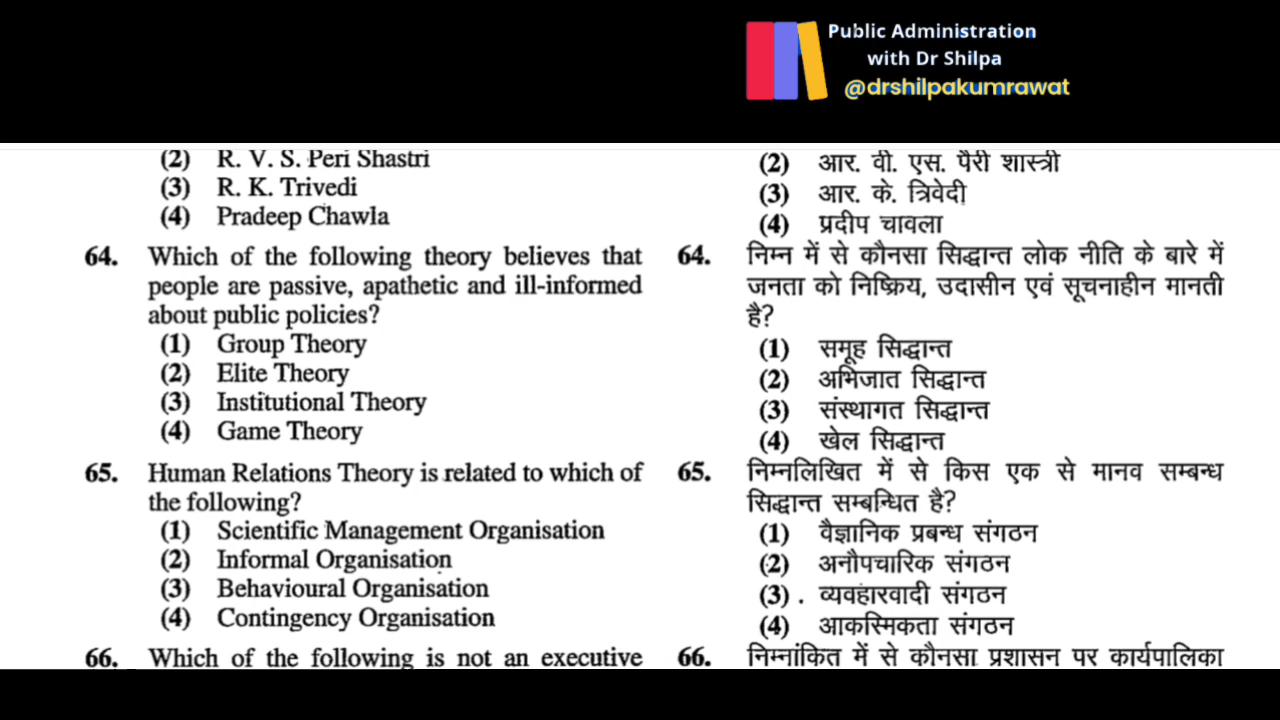 Public Administration
with Dr Shilpa
@drshilpakumrawat
(2) R. V. S. Peri Shastri
(3) R. K. Trivedi
(4) Pradeep Chawla
64. Which of the following theory believes that
people are passive, apathetic and ill-informed
about public policies?
(1) Group Theory
(2) Elite Theory
(3) Institutional Theory
(4) Game Theory
65. Human Relations Theory is related to which of
the following?
(1) Scientific Management Organisation
(2) Informal Organisation
(3) Behavioural Organisation
(4) Contingency Organisation
66. Which of the following is not an executive
(2) आर. वी. एस. पैरी शास्त्री
(3) आर. के. त्रिवेदी
(4) प्रदीप चावला
64. निम्न में से कौनसा सिद्धान्त लोक नीति के बारे में
जनता को निष्क्रिय, उदासीन एवं सूचनाहीन मानती
है?
(1) समूह सिद्धान्त
(2) अभिजात सिद्धान्त
(3) संस्थागत सिद्धान्त
(4) खेल सिद्धान्त
65. निम्नलिखित में से किस एक से मानव सम्बन्ध
सिद्धान्त सम्बन्धित है?
(1) वैज्ञानिक प्रबन्ध संगठन
(2) अनौपचारिक संगठन
(3) . व्यवहारवादी संगठन
(4) आकस्मिकता संगठन
66. निम्नांकित में से कौनसा प्रशासन पर कार्यपालिका